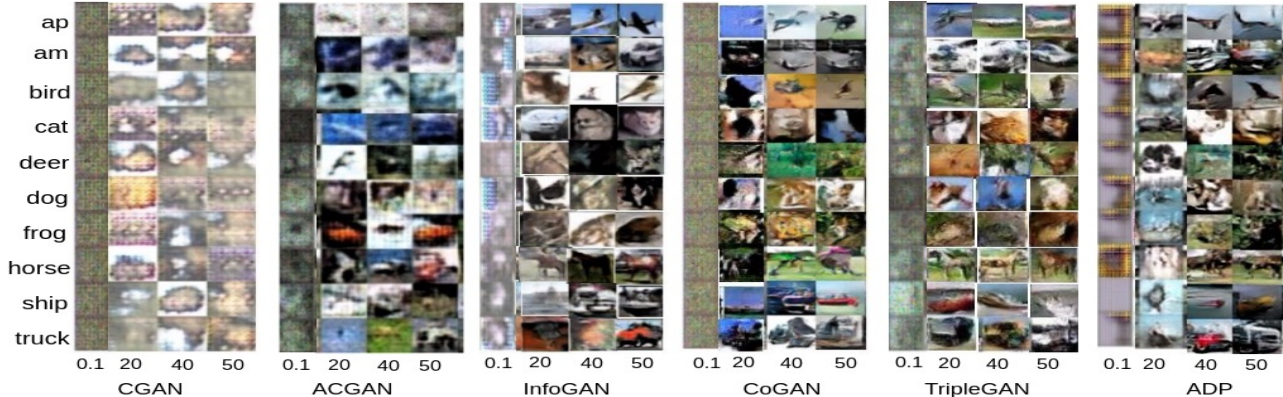 ap
am
bird
cat
deer
dog
frog
horse
ship
truck
0.1 20 40 50 0.1 20 40 50 0.1 20 40 50 0.1 20 40 50 0.1 20 40 50 0.1 20 40 50
CGAN ACGAN InfoGAN CoGAN TripleGAN ADP